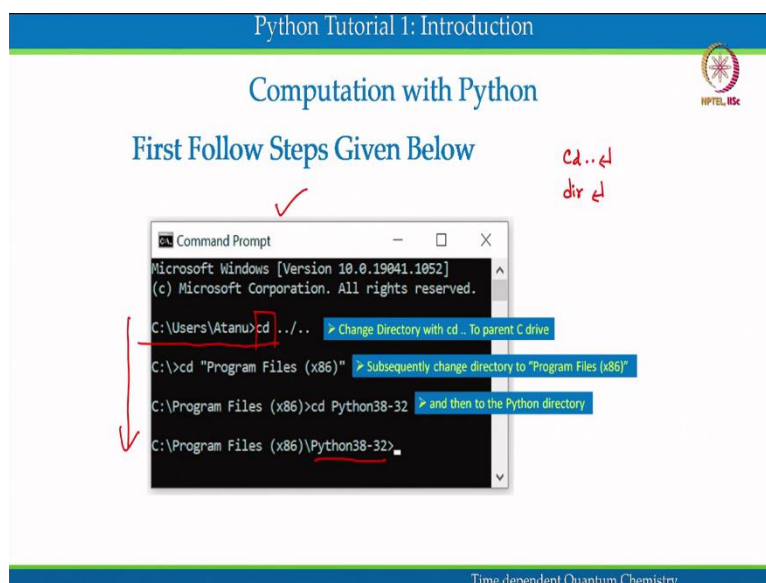 Python Tutorial 1: Introduction
Computation with Python
NPTEL, IISc
First Follow Steps Given Below
Cd..↵
dir ↵
C:\. Command Prompt
Microsoft Windows [Version 10.0.19041.1052]
(c) Microsoft Corporation. All rights reserved.
C:\Users\Atanu>cd ../.. ➢ Change Directory with cd .. To parent C drive
C:\>cd "Program Files (x86)" ➢ Subsequently change directory to "Program Files (x86)"
C:\Program Files (x86)>cd Python38-32 ➢ and then to the Python directory
C:\Program Files (x86)\Python38-32>_
Time dependent Quantum Chemistry